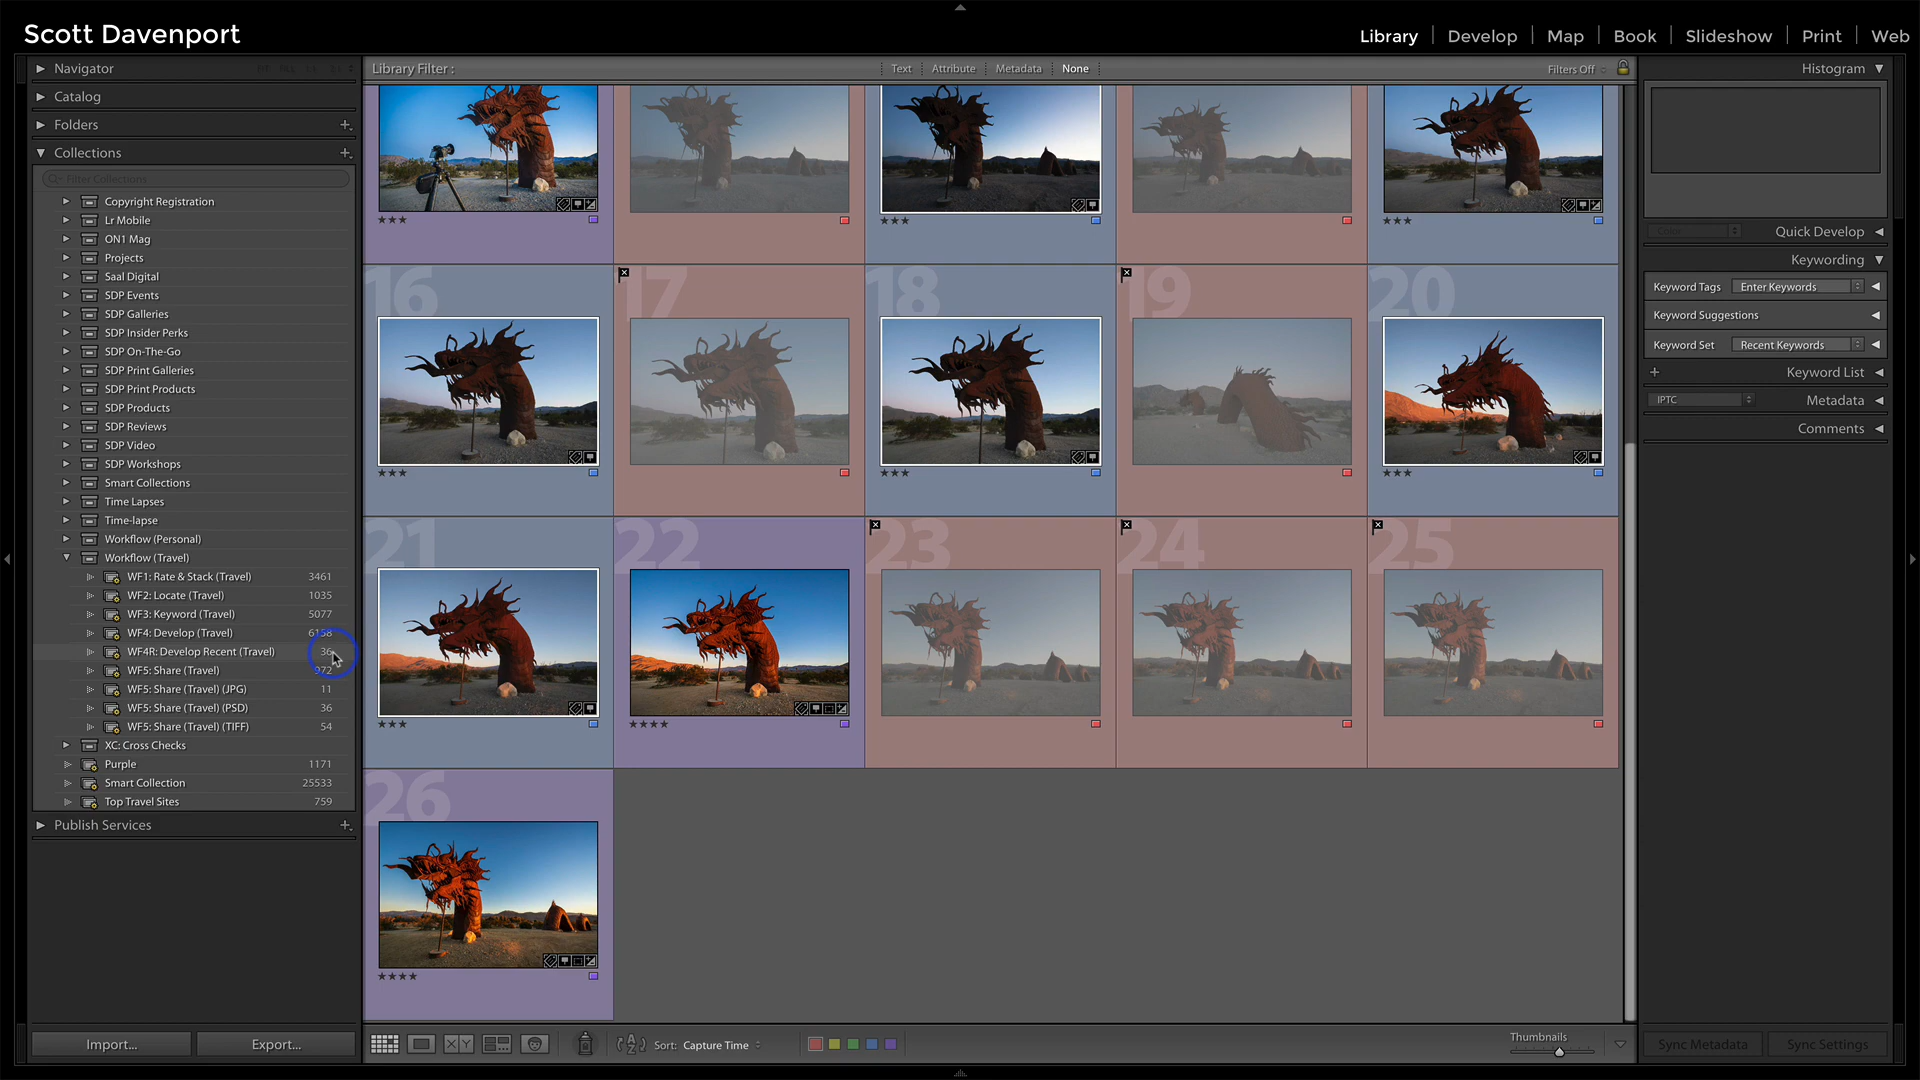 Scott Davenport
Library Develop Map Book Slideshow Print Web
Navigator
Library Filter : Text Attribute Metadata None Filters Off
Histogram
Catalog
Folders
Collections
Filter Collections
Copyright Registration
Lr Mobile
ON1 Mag
Projects
Saal Digital
SDP Events
SDP Galleries
SDP Insider Perks
SDP On-The-Go
SDP Print Galleries
SDP Print Products
SDP Products
SDP Reviews
SDP Video
SDP Workshops
Smart Collections
Time Lapses
Time-lapse
Workflow (Personal)
Workflow (Travel)
WF1: Rate & Stack (Travel) 3461
WF2: Locate (Travel) 1035
WF3: Keyword (Travel) 5077
WF4: Develop (Travel) 6158
WF4R: Develop Recent (Travel) 36
WF5: Share (Travel) 972
WF5: Share (Travel) (JPG) 11
WF5: Share (Travel) (PSD) 36
WF5: Share (Travel) (TIFF) 54
XC: Cross Checks
Purple 1171
Smart Collection 25533
Top Travel Sites 759
Publish Services
Import... Export...
16 17 18 19 20
21 22 23 24 25
26
Sort: Capture Time
Thumbnails
Color Quick Develop
Keywording
Keyword Tags Enter Keywords
Keyword Suggestions
Keyword Set Recent Keywords
Keyword List
IPTC Metadata
Comments
Sync Metadata Sync Settings